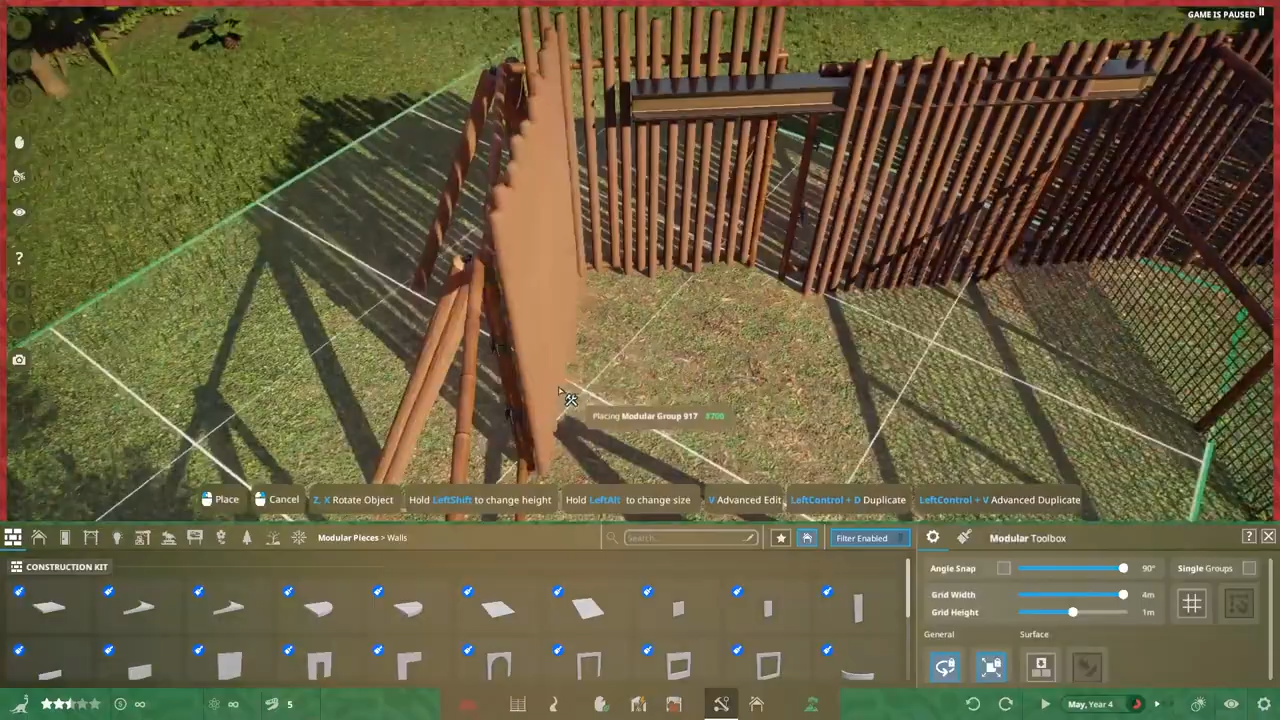 GAME IS PAUSED
?
Placing Modular Group 917 $700
Place Cancel Z, X Rotate Object Hold LeftShift to change height Hold LeftAlt to change size V Advanced Edit LeftControl + D Duplicate LeftControl + V Advanced Duplicate
Modular Pieces > Walls Search... Filter Enabled Modular Toolbox ?
CONSTRUCTION KIT
Angle Snap 90° Single Groups
Grid Width 4m
Grid Height 1m
General Surface
∞ ∞ 5 May, Year 4